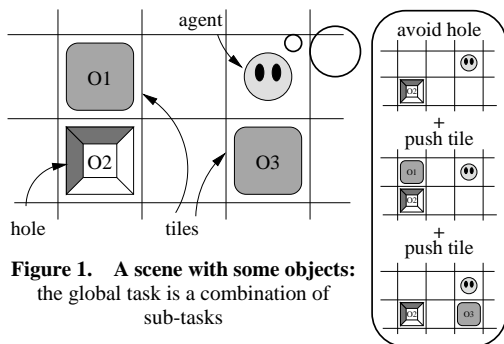 agent
O1
O2
O3
hole
tiles
Figure 1. A scene with some objects:
the global task is a combination of
sub-tasks
avoid hole
O2
+
push tile
O1
O2
+
push tile
O2
O3